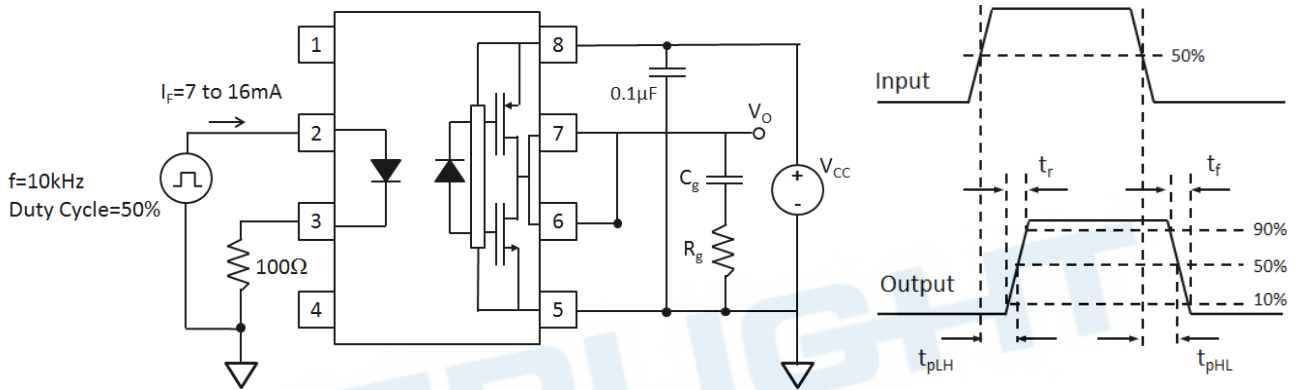 1
8
I_F=7 to 16mA
0.1µF
2
7
V_O
C_g
V_CC
+
-
f=10kHz
Duty Cycle=50%
3
6
R_g
100Ω
4
5
Input
50%
t_r
t_f
90%
50%
Output
10%
t_pLH
t_pHL